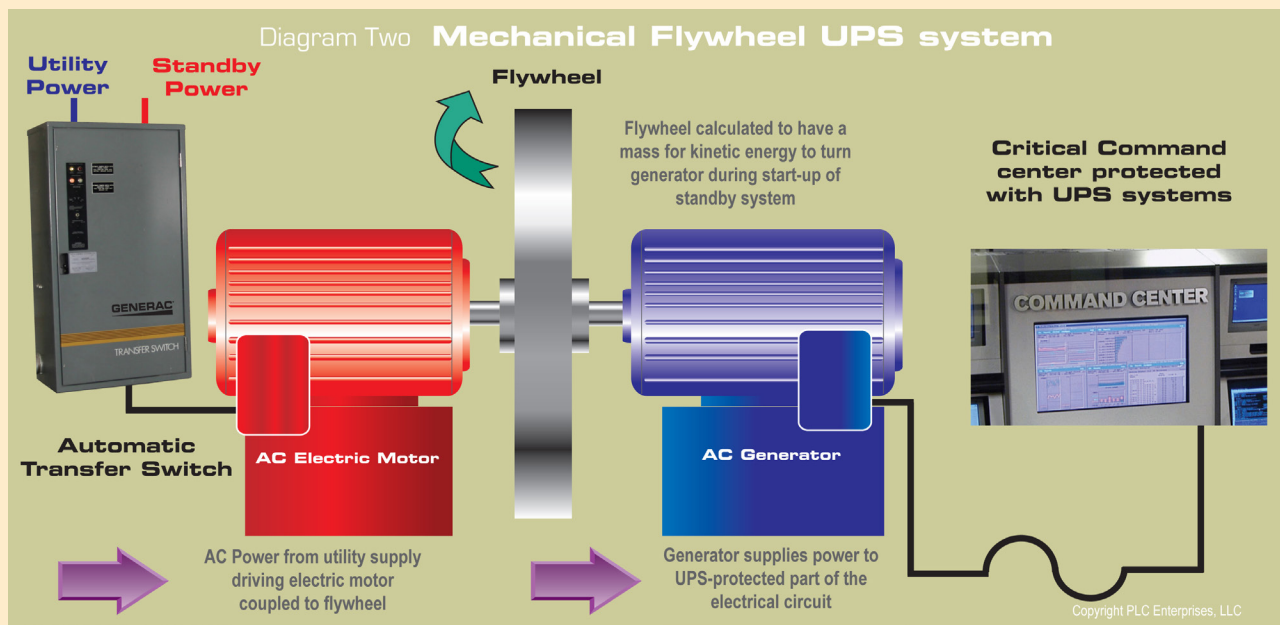 Diagram Two Mechanical Flywheel UPS system
Utility
Power
Standby
Power
Flywheel
Flywheel calculated to have a
mass for kinetic energy to turn
generator during start-up of
standby system
Critical Command
center protected
with UPS systems
GENERAC
TRANSFER SWITCH
COMMAND CENTER
Automatic
Transfer Switch
AC Electric Motor
AC Generator
AC Power from utility supply
driving electric motor
coupled to flywheel
Generator supplies power to
UPS-protected part of the
electrical circuit
Copyright PLC Enterprises, LLC